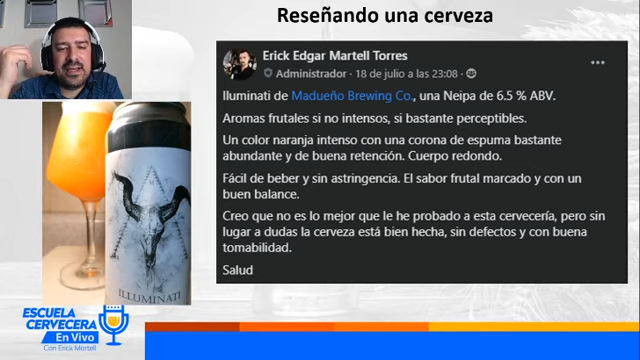 Reseñando una cerveza
Erick Edgar Martell Torres
Administrador · 18 de julio a las 23:08 ·
Iluminati de Madueño Brewing Co., una Neipa de 6.5 % ABV.
Aromas frutales si no intensos, si bastante perceptibles.
Un color naranja intenso con una corona de espuma bastante
abundante y de buena retención. Cuerpo redondo.
Fácil de beber y sin astringencia. El sabor frutal marcado y con un
buen balance.
Creo que no es lo mejor que le he probado a esta cervecería, pero sin
lugar a dudas la cerveza está bien hecha, sin defectos y con buena
tomabilidad.
Salud
ILLUMINATI
ESCUELA
CERVECERA
En Vivo
Con Erick Martell